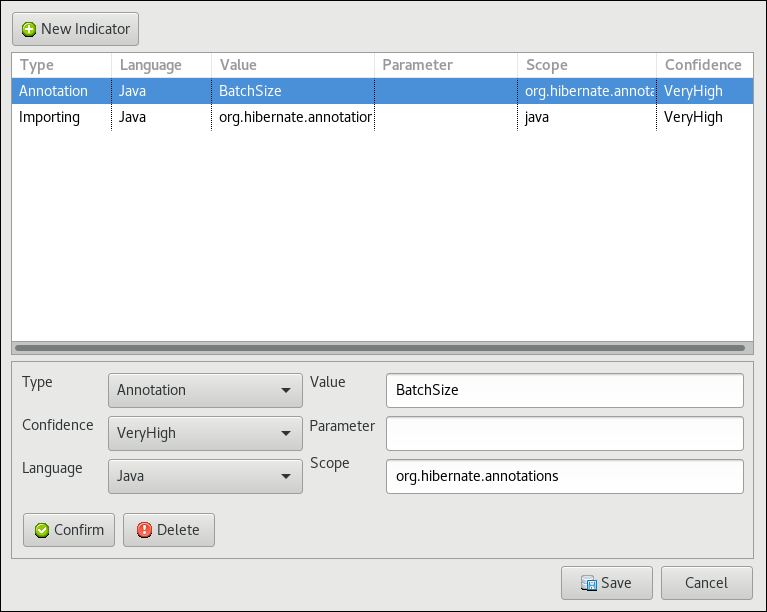 New Indicator
Type Language Value Parameter Scope Confidence
Annotation Java BatchSize org.hibernate.annota VeryHigh
Importing Java org.hibernate.annotation java VeryHigh
Type Annotation Value BatchSize
Confidence VeryHigh Parameter
Language Java Scope org.hibernate.annotations
Confirm Delete
Save Cancel